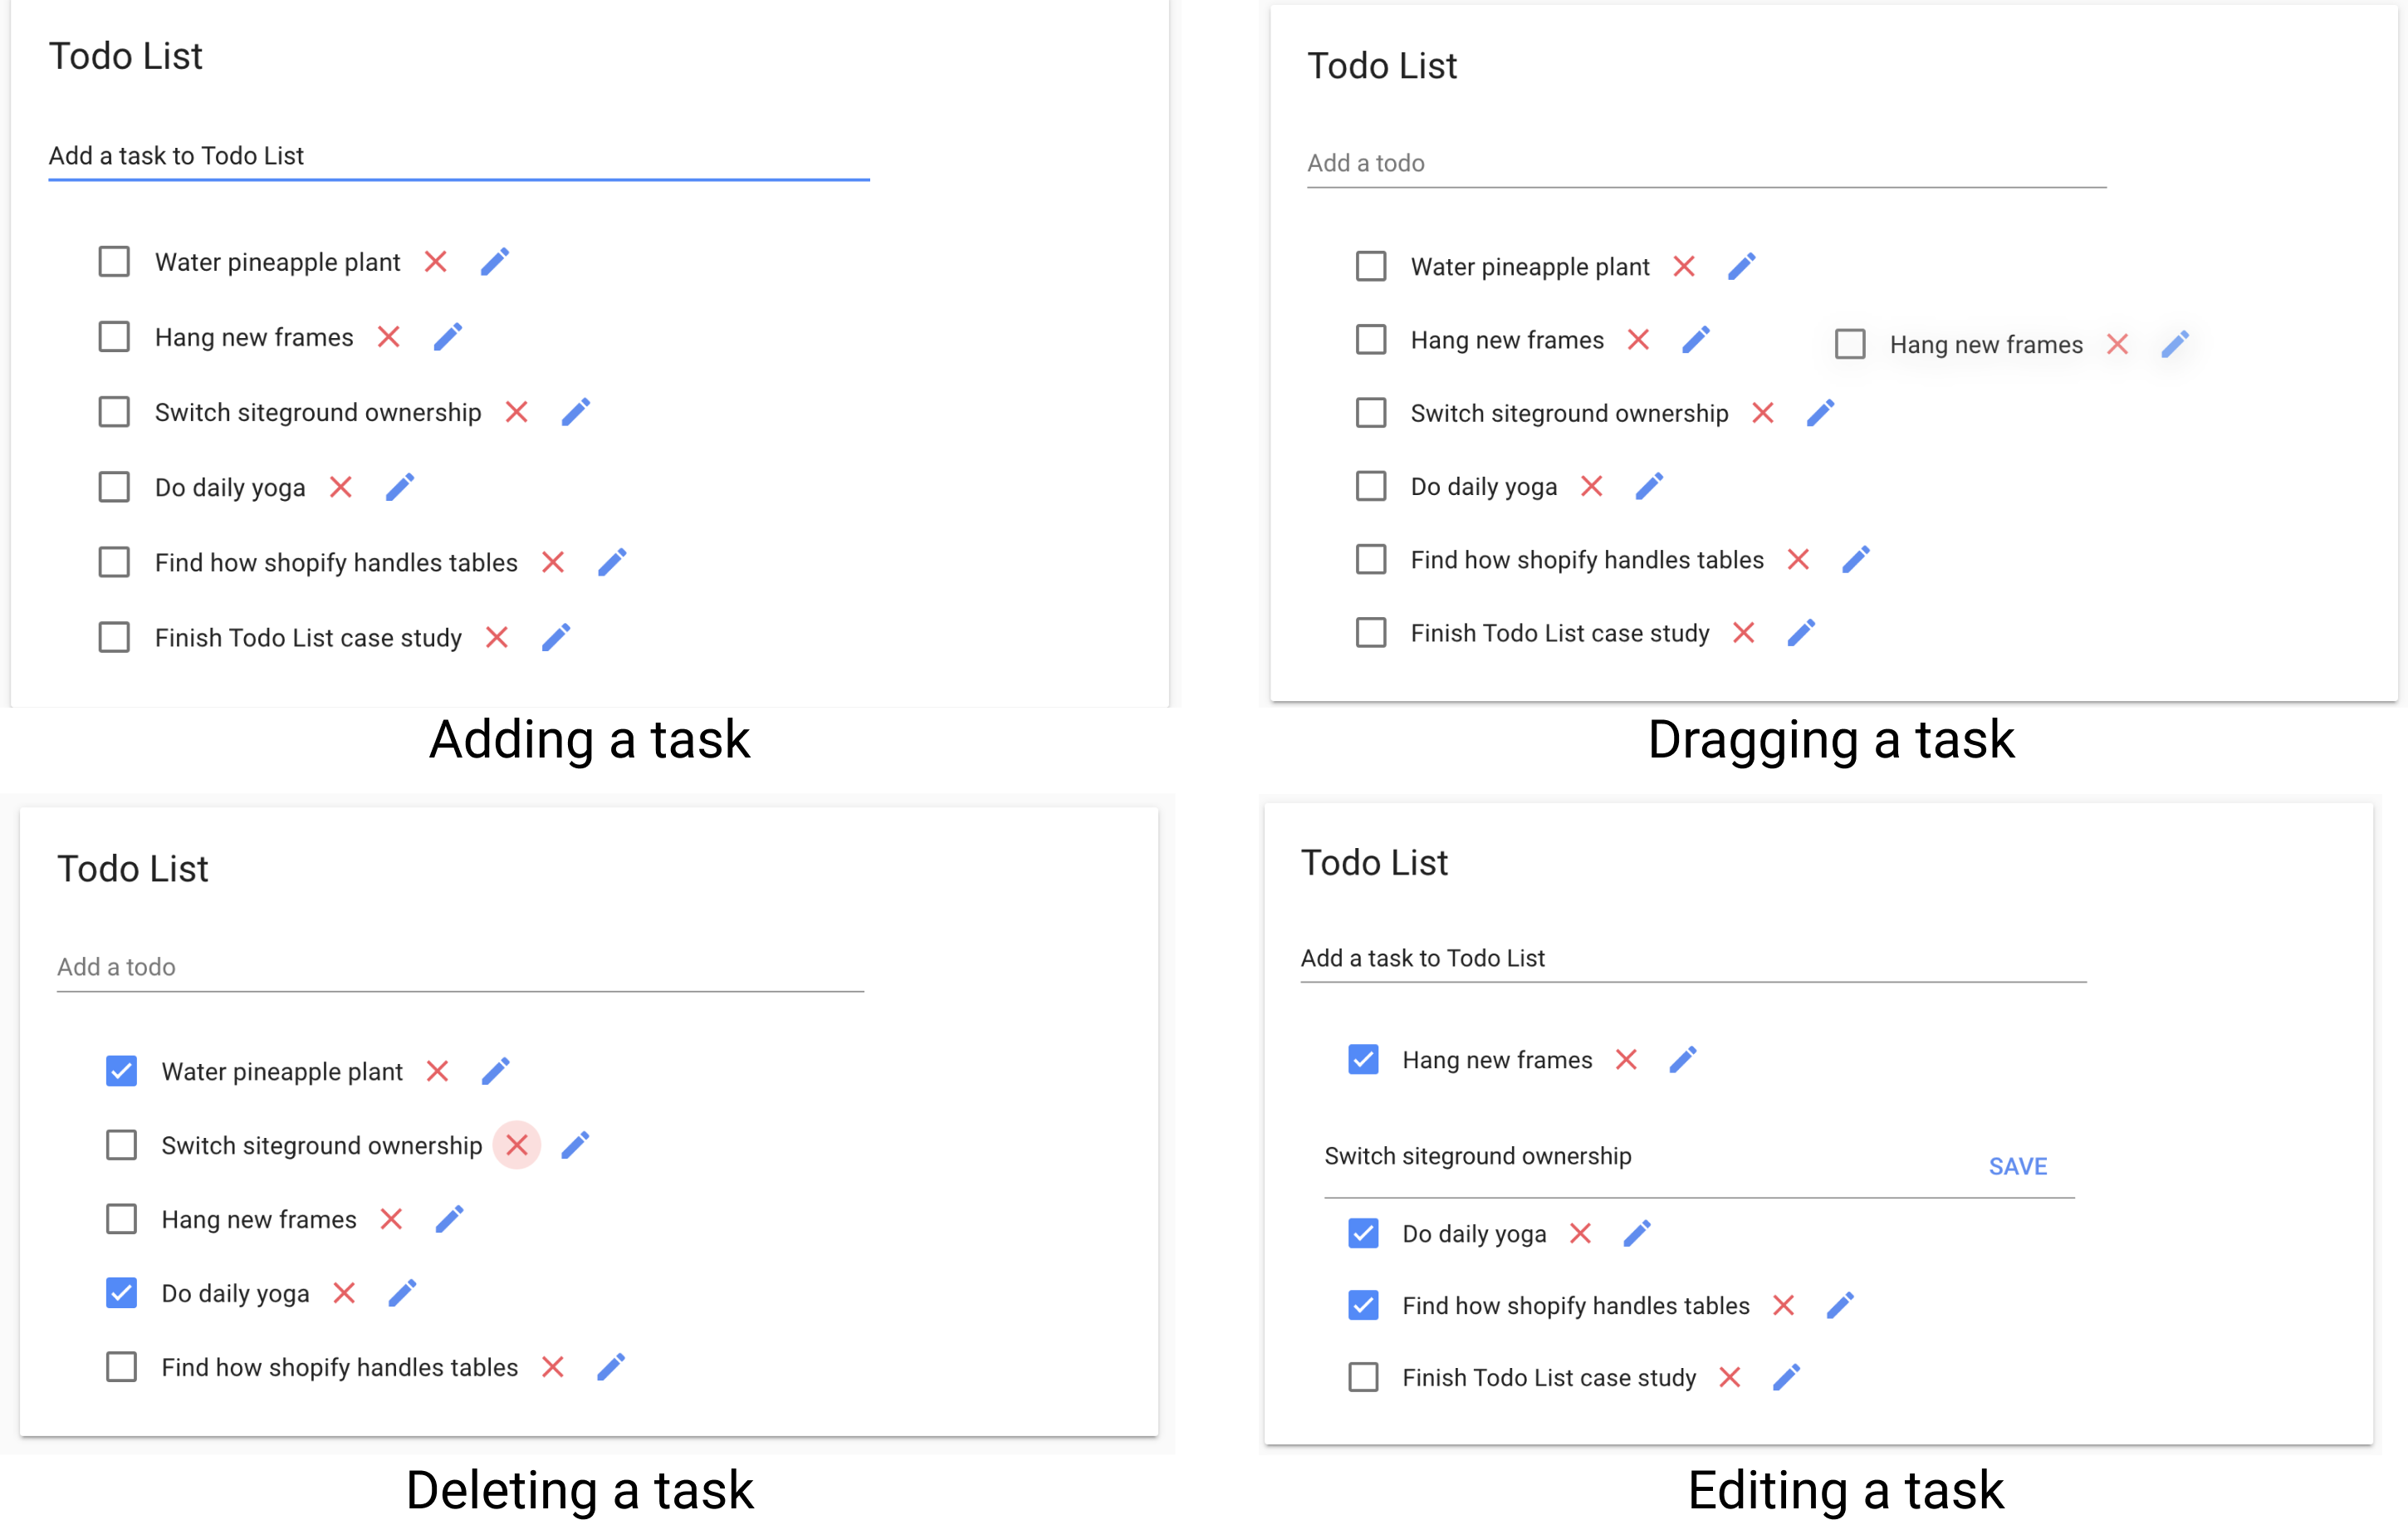 Todo List
Add a task to Todo List
Water pineapple plant
Hang new frames
Switch siteground ownership
Do daily yoga
Find how shopify handles tables
Finish Todo List case study
Adding a task
Todo List
Add a todo
Water pineapple plant
Hang new frames
Hang new frames
Switch siteground ownership
Do daily yoga
Find how shopify handles tables
Finish Todo List case study
Dragging a task
Todo List
Add a todo
Water pineapple plant
Switch siteground ownership
Hang new frames
Do daily yoga
Find how shopify handles tables
Deleting a task
Todo List
Add a task to Todo List
Hang new frames
Switch siteground ownership
SAVE
Do daily yoga
Find how shopify handles tables
Finish Todo List case study
Editing a task